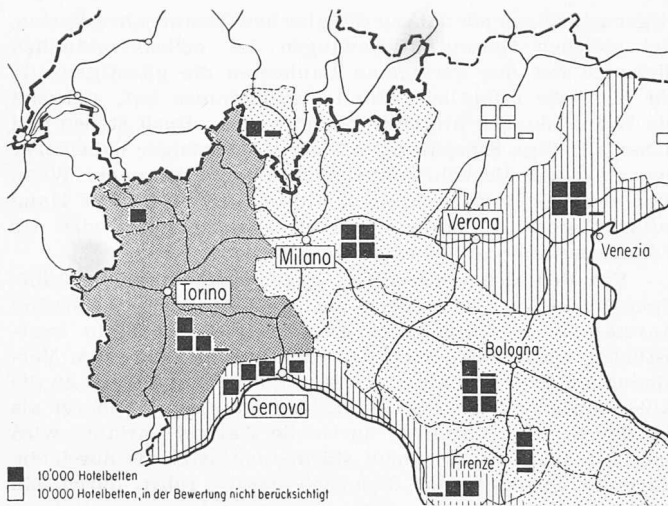 Verona
Milano
Venezia
Torino
Bologna
Genova
Firenze
10'000 Hotelbetten
10'000 Hotelbetten, in der Bewertung nicht berücksichtigt